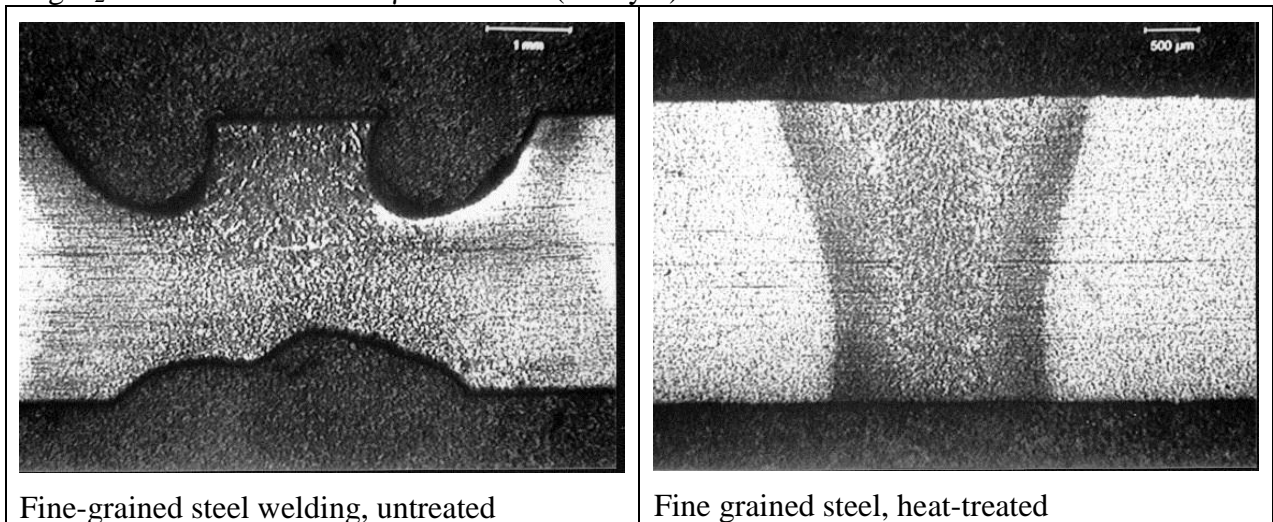 1 mm
500 µm
Fine-grained steel welding, untreated
Fine grained steel, heat-treated